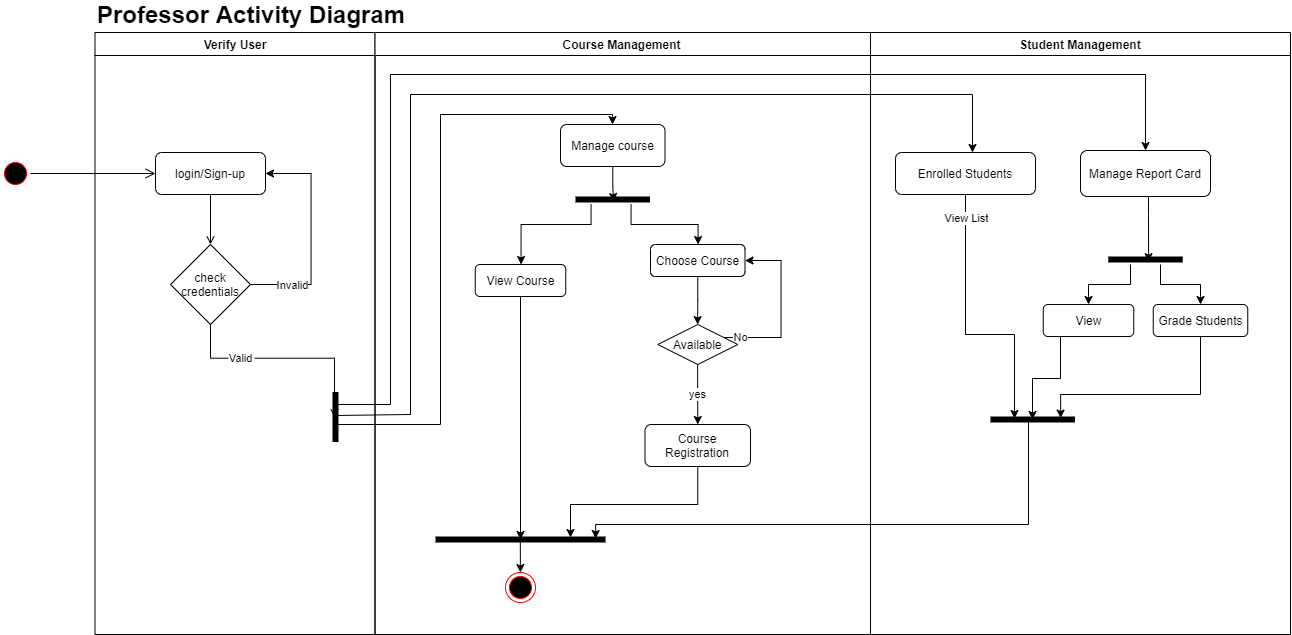 Professor Activity Diagram
Verify User
Course Management
Student Management
Manage course
login/Sign-up
Enrolled Students
Manage Report Card
View List
check
credentials
Invalid
View Course
Choose Course
View
Grade Students
Available
No
Valid
yes
Course
Registration